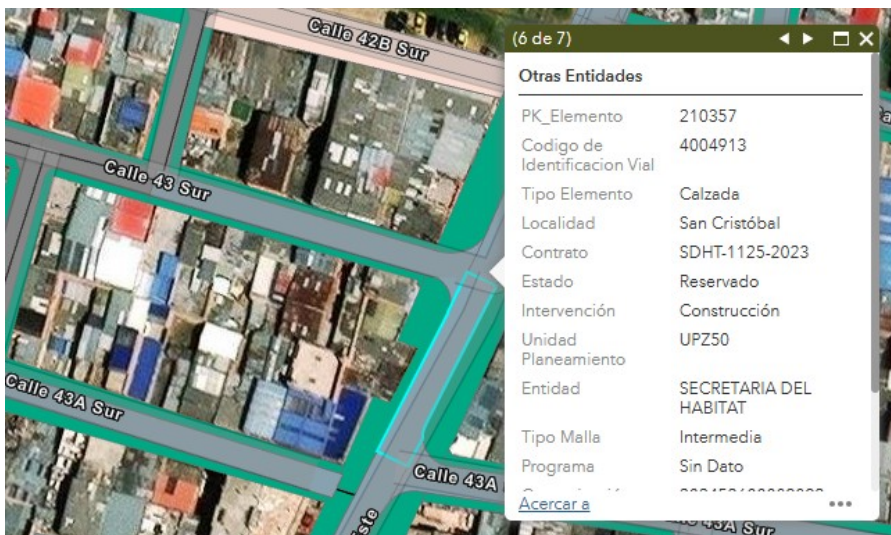 Calle 42B Sur
(6 de 7)
Otras Entidades
PK_Elemento 210357
Codigo de 4004913
Identificacion Vial
Tipo Elemento Calzada
Calle 43 Sur
Localidad San Cristóbal
Contrato SDHT-1125-2023
Estado Reservado
Intervención Construcción
Unidad UPZ50
Planeamiento
Entidad SECRETARIA DEL
HABITAT
Calle 43A Sur
Tipo Malla Intermedia
Programa Sin Dato
Calle 43A
Acercar a
43A Sur